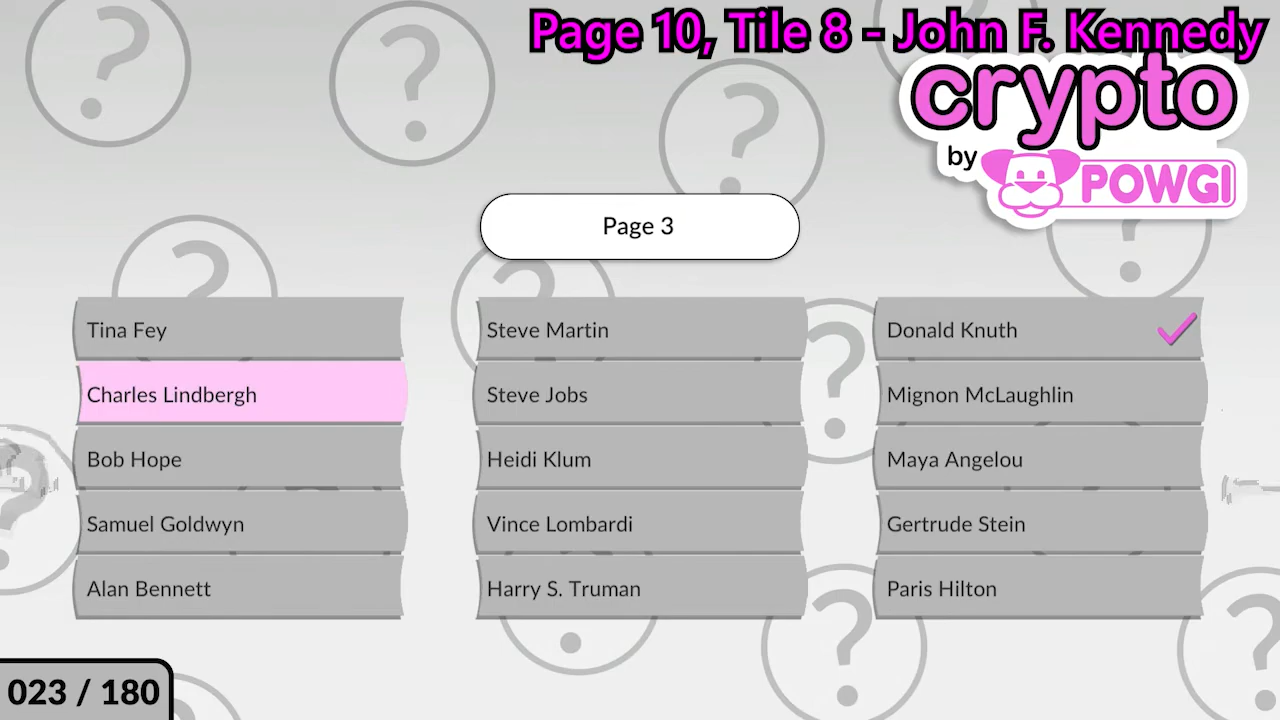 Page 10, Tile 8 - John F. Kennedy
crypto
by POWGI
Page 3
Tina Fey
Charles Lindbergh
Bob Hope
Samuel Goldwyn
Alan Bennett
Steve Martin
Steve Jobs
Heidi Klum
Vince Lombardi
Harry S. Truman
Donald Knuth
Mignon McLaughlin
Maya Angelou
Gertrude Stein
Paris Hilton
023 / 180